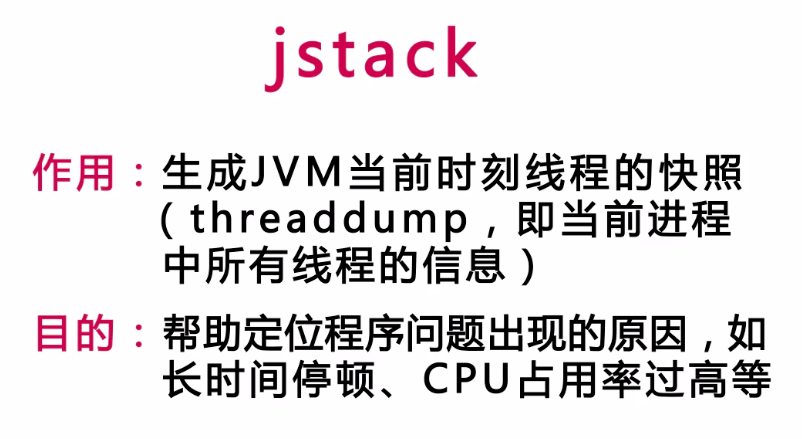 jstack
作用：生成JVM当前时刻线程的快照
（threaddump，即当前进程
中所有线程的信息）
目的：帮助定位程序问题出现的原因，如
长时间停顿、CPU占用率过高等